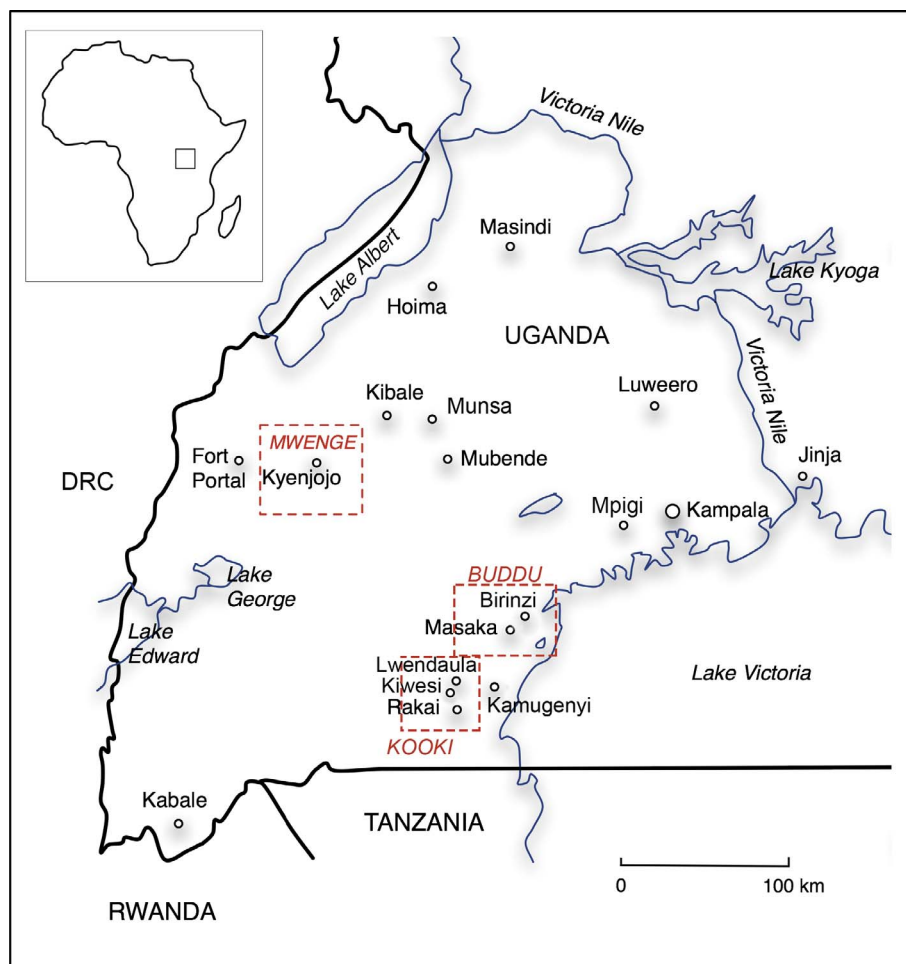 Victoria Nile
Masindi
Lake Albert
Lake Kyoga
Hoima
UGANDA
Victoria Nile
Kibale
Munsa
Luweero
MWENGE
Fort
Portal
Kyenjojo
Mubende
Jinja
DRC
Mpigi
Kampala
Lake
George
BUDDU
Birinzi
Masaka
Lake
Edward
Lwendaula
Kiwesi
Rakai
Kamugenyi
Lake Victoria
KOOKI
Kabale
TANZANIA
0
100 km
RWANDA